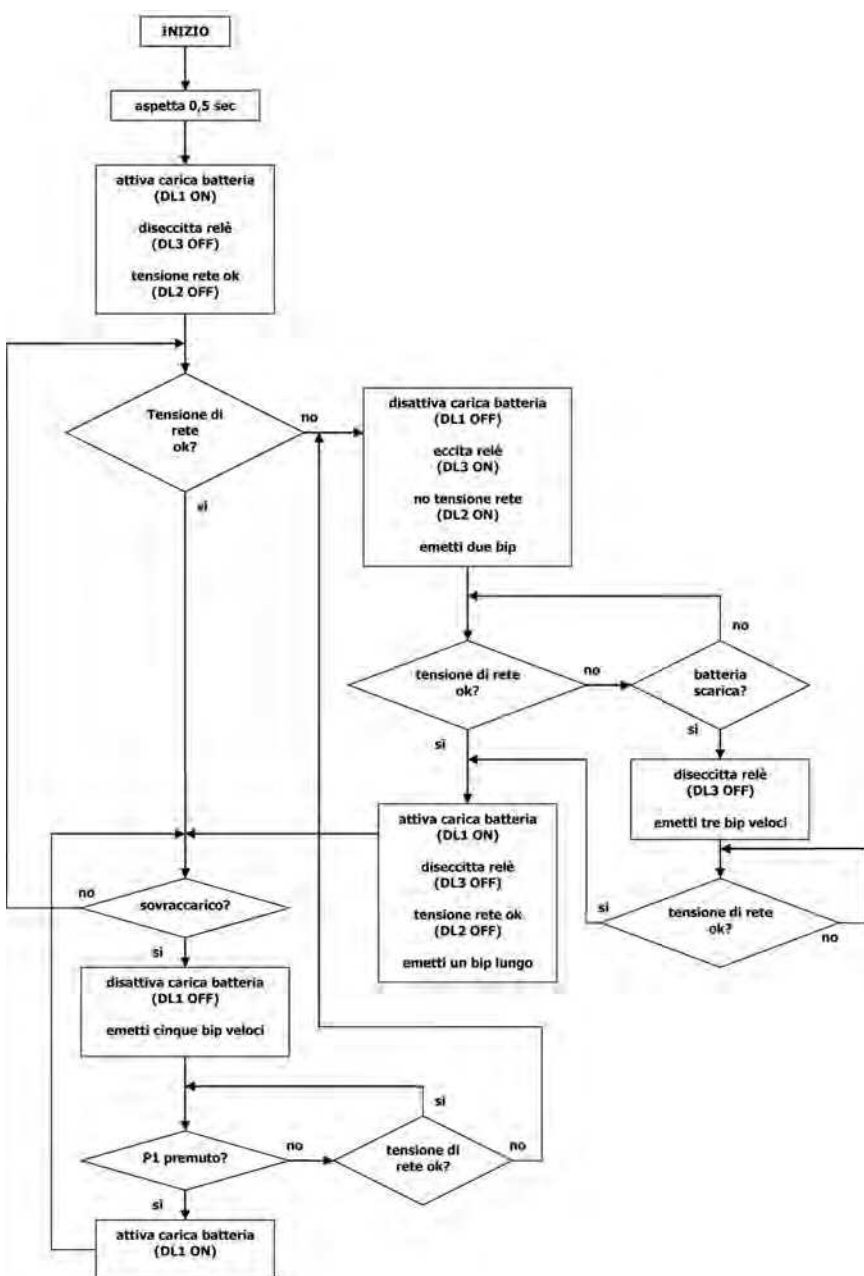 INIZIO
aspetta 0,5 sec
attiva carica batteria
(DL1 ON)
diseccitta relè
(DL3 OFF)
tensione rete ok
(DL2 OFF)
Tensione di
rete
ok?
no
si
disattiva carica batteria
(DL1 OFF)
eccita relé
(DL3 ON)
no tensione rete
(DL2 ON)
emetti due bip
tensione di rete
ok?
no
si
batteria
scarica?
no
si
diseccitta relè
(DL3 OFF)
emetti tre bip veloci
tensione di rete
ok?
si
no
attiva carica batteria
(DL1 ON)
diseccitta relè
(DL3 OFF)
tensione rete ok
(DL2 OFF)
emetti un bip lungo
sovraccarico?
no
si
disattiva carica batteria
(DL1 OFF)
emetti cinque bip veloci
P1 premuto?
no
si
tensione di
rete ok?
si
no
attiva carica batteria
(DL1 ON)